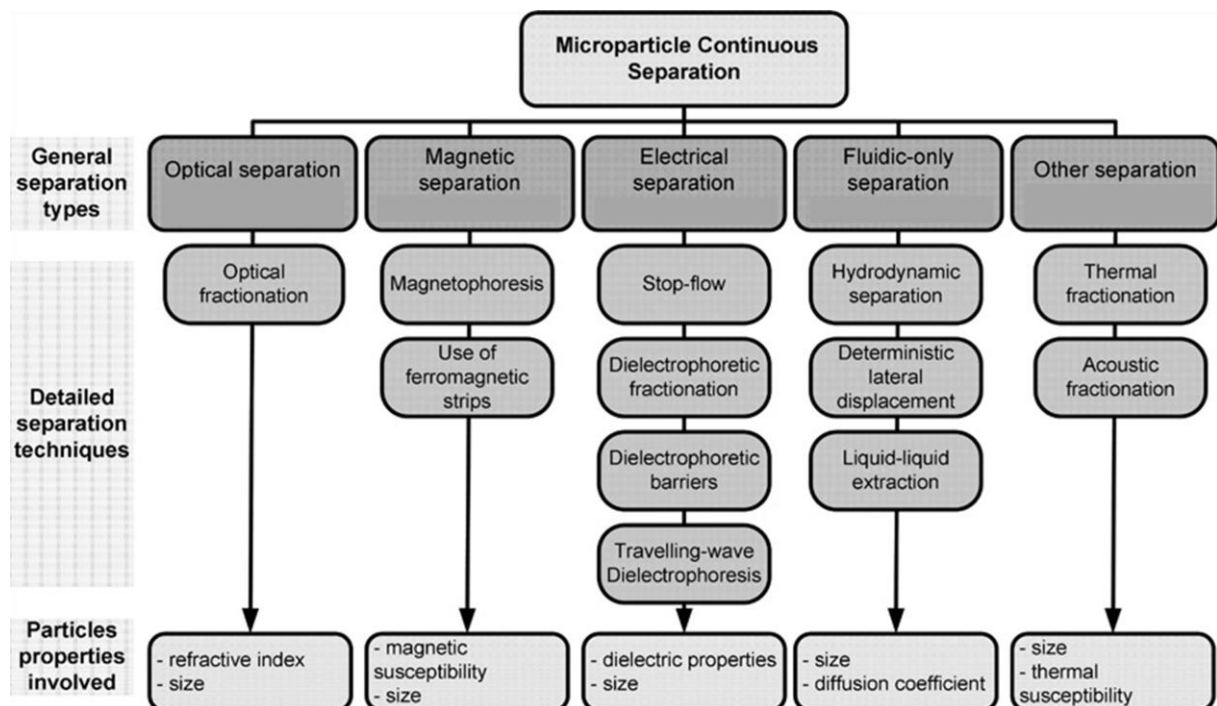 Microparticle Continuous
Separation
General
separation
types
Optical separation
Magnetic
separation
Electrical
separation
Fluidic-only
separation
Other separation
Detailed
separation
techniques
Optical
fractionation
Magnetophoresis
Use of
ferromagnetic
strips
Stop-flow
Dielectrophoretic
fractionation
Dielectrophoretic
barriers
Travelling-wave
Dielectrophoresis
Hydrodynamic
separation
Deterministic
lateral
displacement
Liquid-liquid
extraction
Thermal
fractionation
Acoustic
fractionation
Particles
properties
involved
- refractive index
- size
- magnetic
susceptibility
- size
- dielectric properties
- size
- size
- diffusion coefficient
- size
- thermal
susceptibility